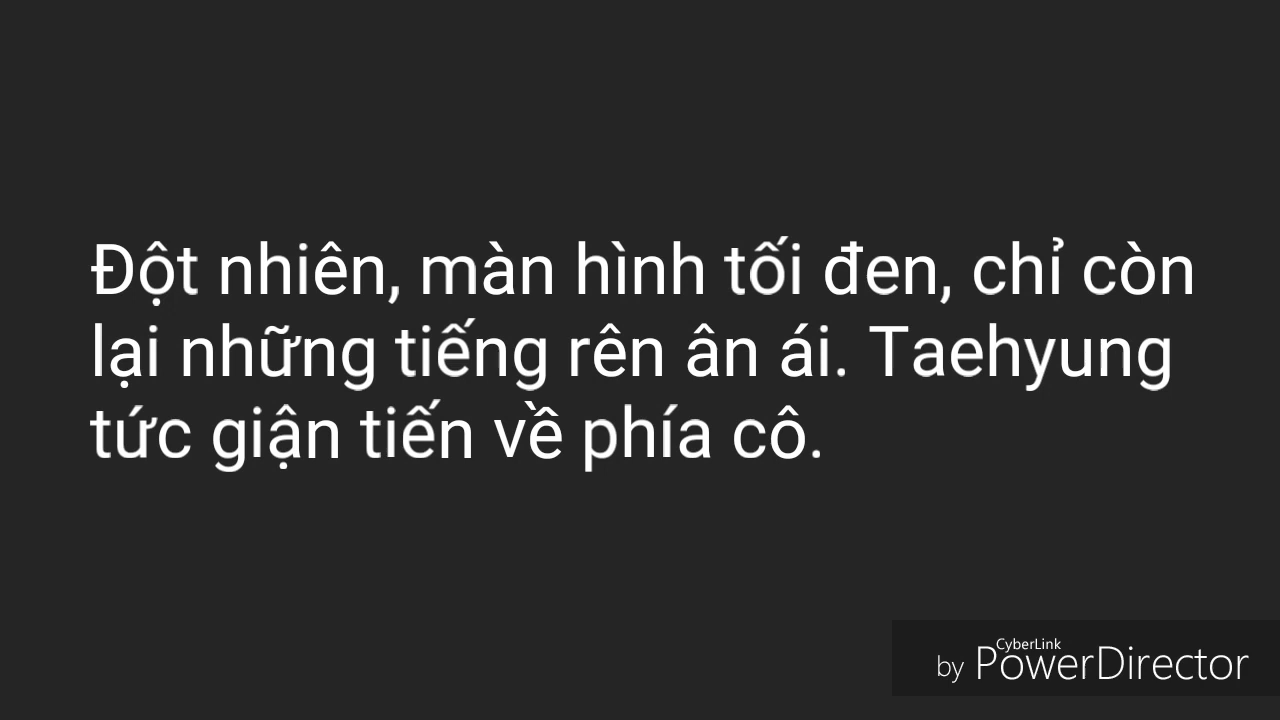 Đột nhiên, màn hình tối đen, chỉ còn
lại những tiếng rên ân ái. Taehyung
tức giận tiến về phía cô.
CyberLink
by PowerDirector